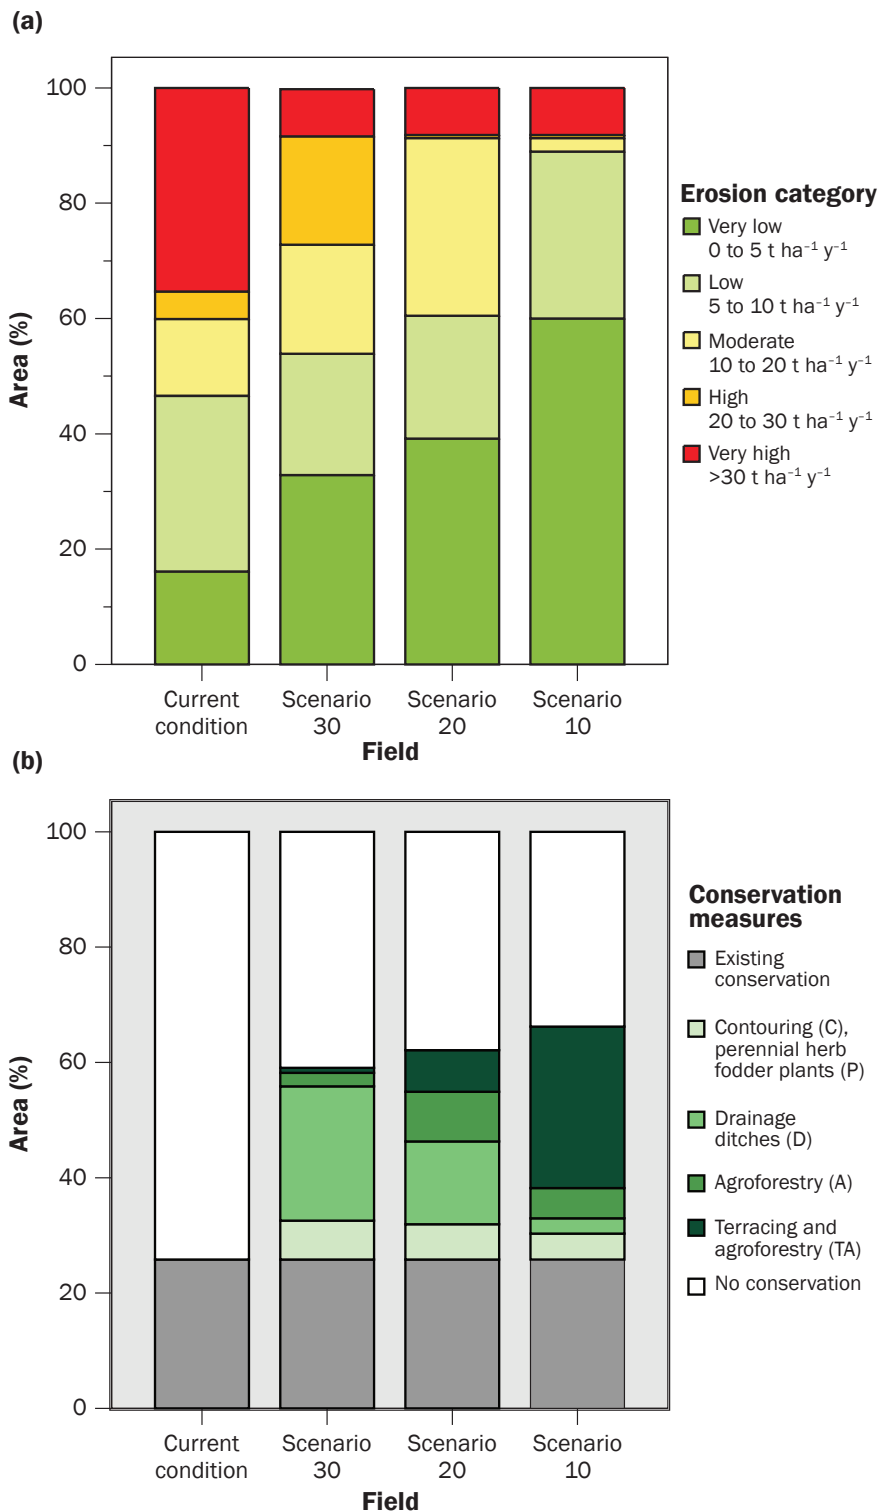 (a)
100
80
60
40
20
0
Area (%)
Current
condition
Scenario
30
Scenario
20
Scenario
10
Field
Erosion category
Very low
0 to 5 t ha⁻¹ y⁻¹
Low
5 to 10 t ha⁻¹ y⁻¹
Moderate
10 to 20 t ha⁻¹ y⁻¹
High
20 to 30 t ha⁻¹ y⁻¹
Very high
>30 t ha⁻¹ y⁻¹
(b)
100
80
60
40
20
0
Area (%)
Current
condition
Scenario
30
Scenario
20
Scenario
10
Field
Conservation
measures
Existing
conservation
Contouring (C),
perennial herb
fodder plants (P)
Drainage
ditches (D)
Agroforestry (A)
Terracing and
agroforestry (TA)
No conservation